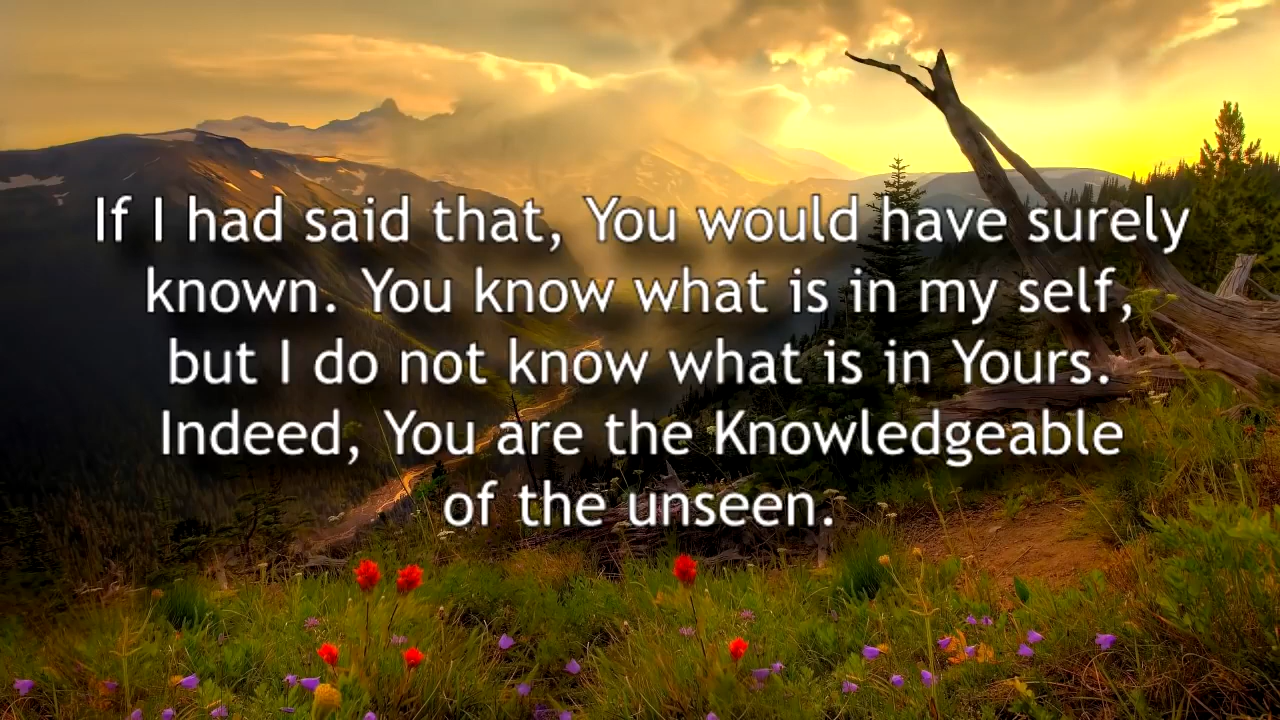 If I had said that, You would have surely
known. You know what is in my self,
but I do not know what is in Yours.
Indeed, You are the Knowledgeable
of the unseen.